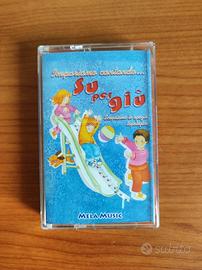 Impariamo cantando...
Su per giù
Mela Music
subito